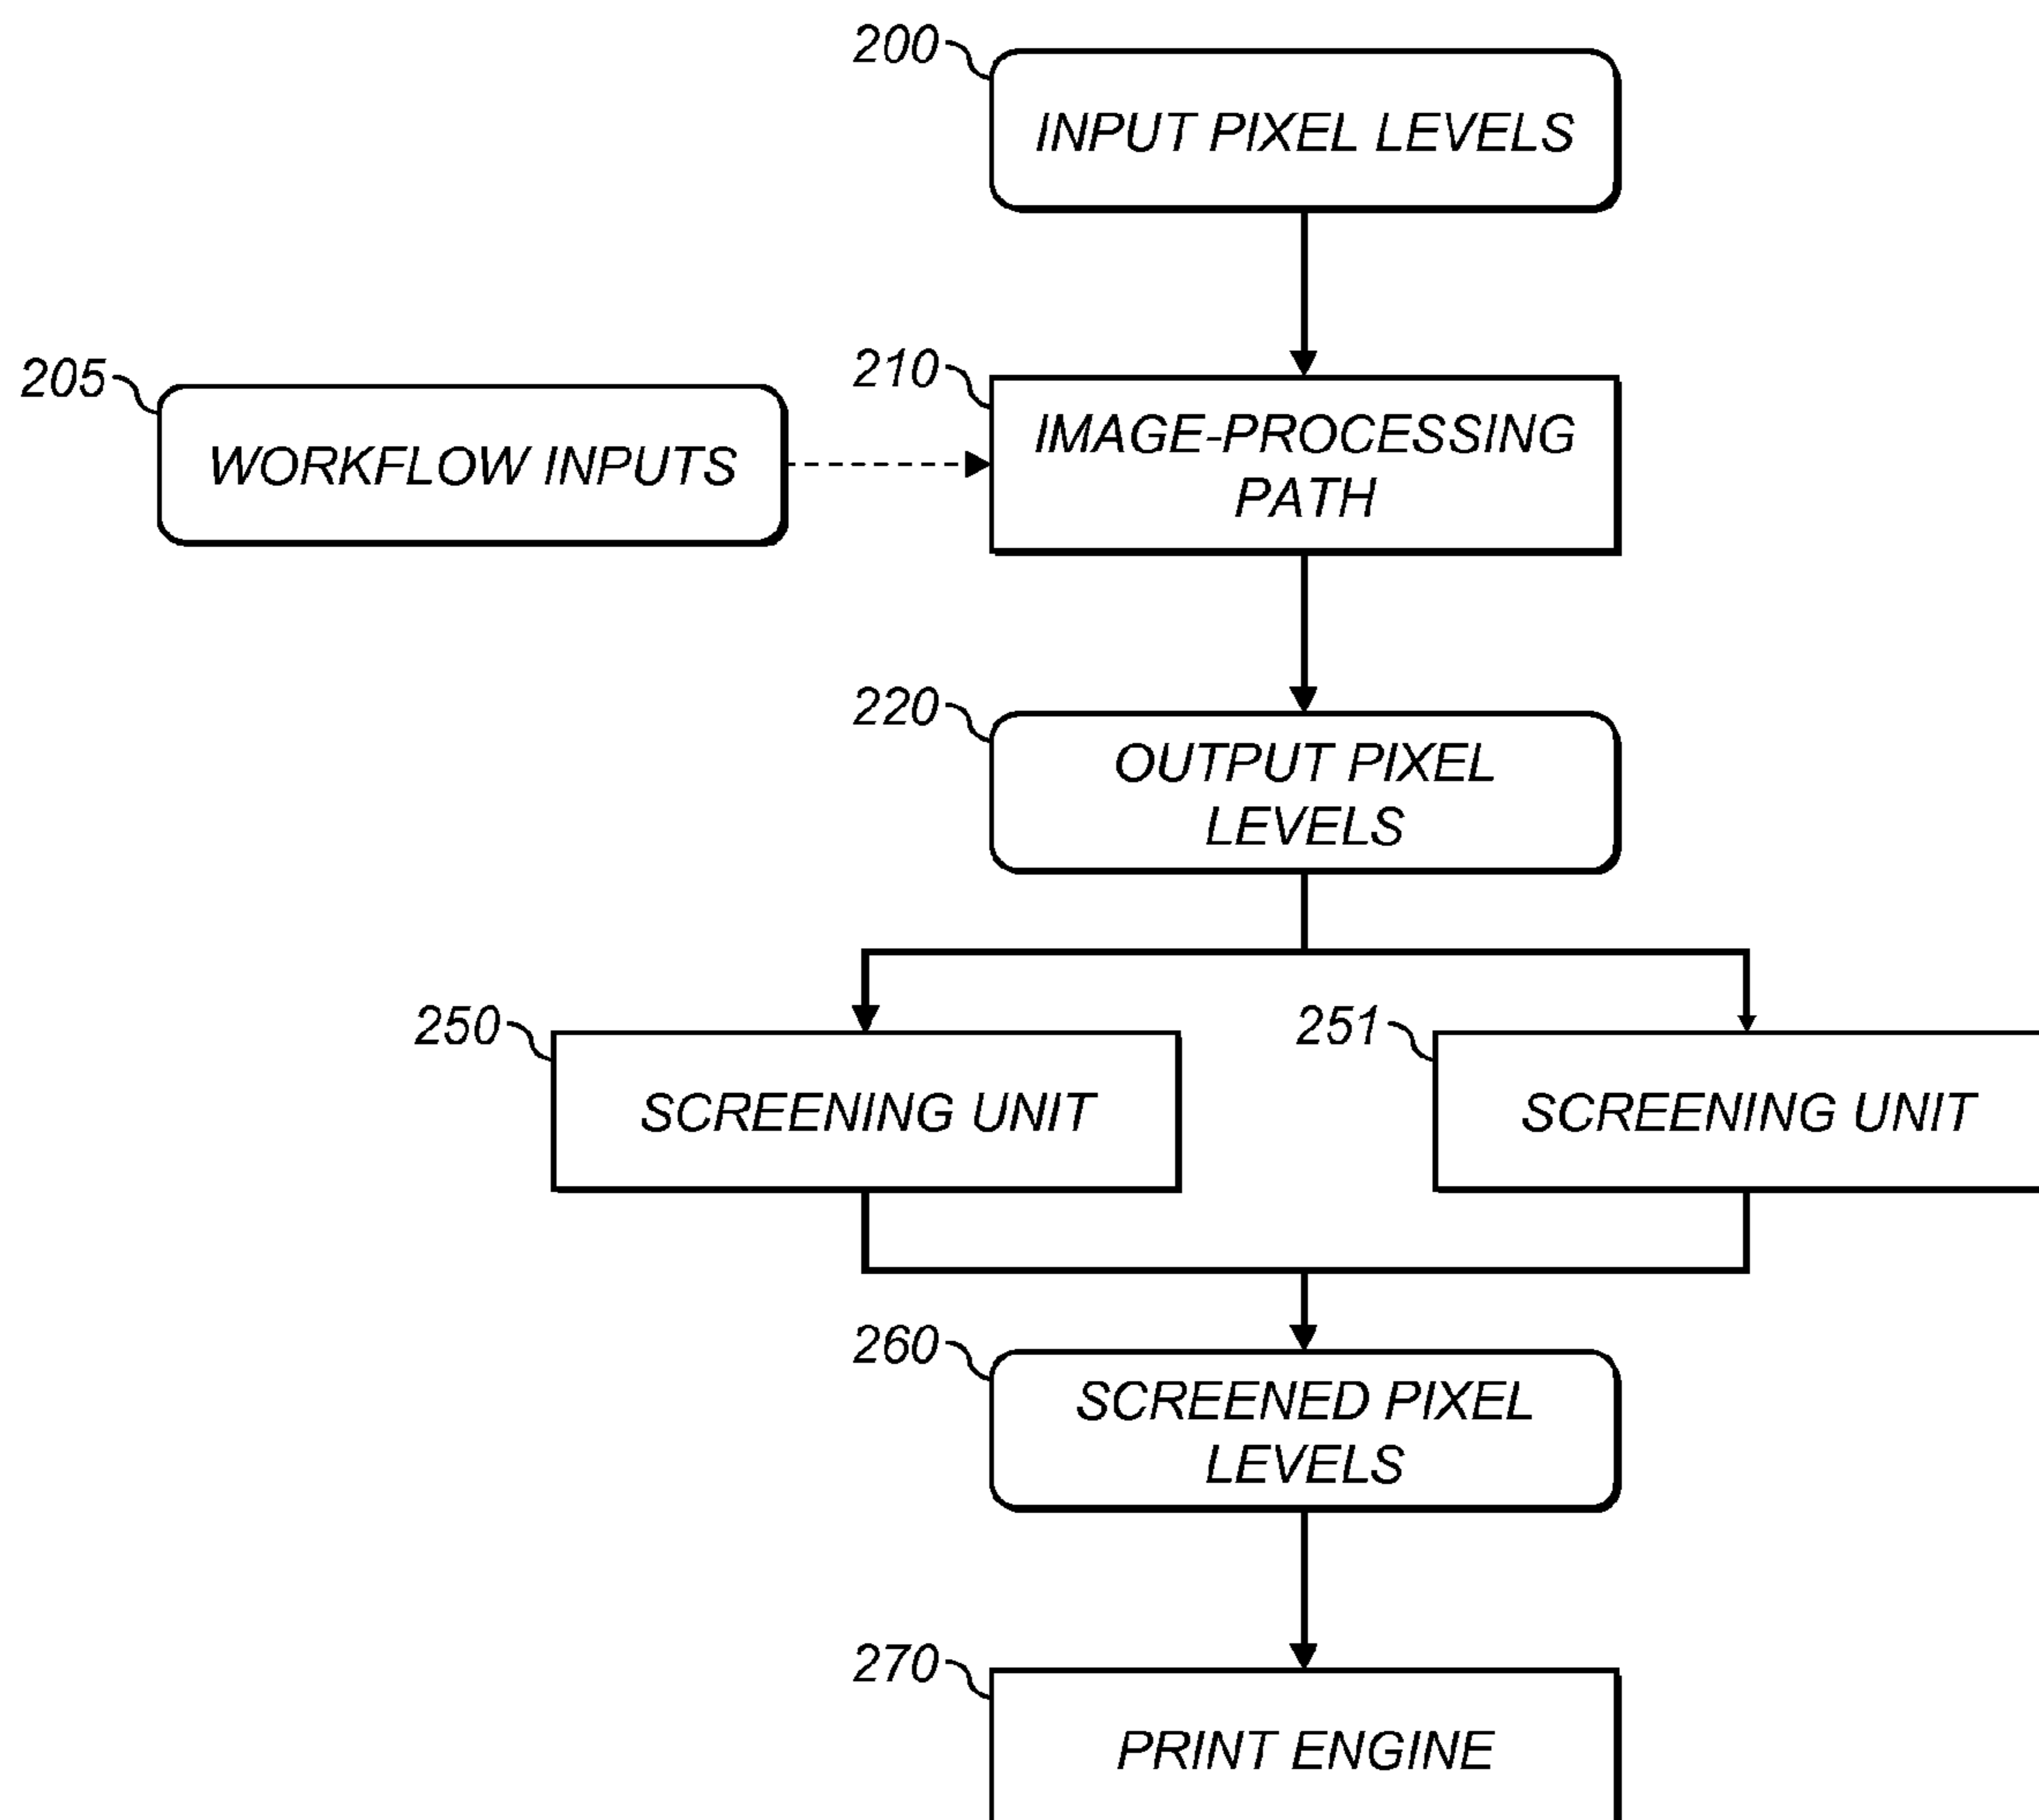 200
INPUT PIXEL LEVELS
205
WORKFLOW INPUTS
210
IMAGE-PROCESSING
PATH
220
OUTPUT PIXEL
LEVELS
250
SCREENING UNIT
251
SCREENING UNIT
260
SCREENED PIXEL
LEVELS
270
PRINT ENGINE